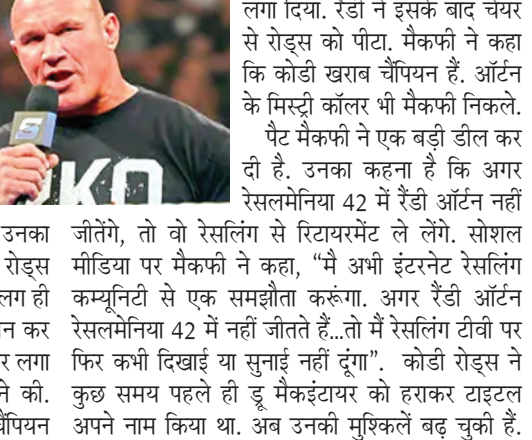 लगा दिया. रैंडी ने इसके बाद चेयर
से रोड्स को पीटा. मैकफी ने कहा
कि कोडी खराब चैंपियन हैं. ऑर्टन
के मिस्ट्री कॉलर भी मैकफी निकले.
पैट मैकफी ने एक बड़ी डील कर
दी है. उनका कहना है कि अगर
रेसलमेनिया 42 में रैंडी ऑर्टन नहीं
जीतेंगे, तो वो रेसलिंग से रिटायरमेंट ले लेंगे. सोशल
मीडिया पर मैकफी ने कहा, “मै अभी इंटरनेट रेसलिंग
कम्यूनिटी से एक समझौता करूंगा. अगर रैंडी ऑर्टन
रेसलमेनिया 42 में नहीं जीतते हैं...तो मैं रेसलिंग टीवी पर
फिर कभी दिखाई या सुनाई नहीं दूंगा”. कोडी रोड्स ने
कुछ समय पहले ही ड्रू मैकइंटायर को हराकर टाइटल
अपने नाम किया था. अब उनकी मुश्किलें बढ़ चुकी हैं.
उनका
रोड्स
लग ही
न कर
र लगा
ने की.
चैंपियन
RKO
S